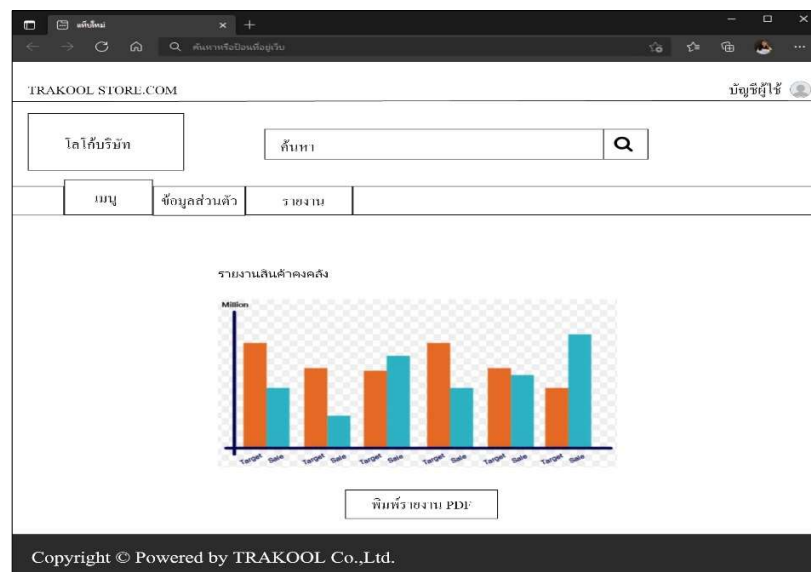 แท็บใหม่
ค้นหาหรือป้อนที่อยู่เว็บ
TRAKOOL STORE.COM
บัญชีผู้ใช้
โลโก้บริษัท
ค้นหา
เมนู
ข้อมูลส่วนตัว
รายงาน
รายงานสินค้าคงคลัง
Million
Target Sale Target Sale Target Sale Target Sale Target Sale Target Sale
พิมพ์รายงาน PDF
Copyright © Powered by TRAKOOL Co.,Ltd.